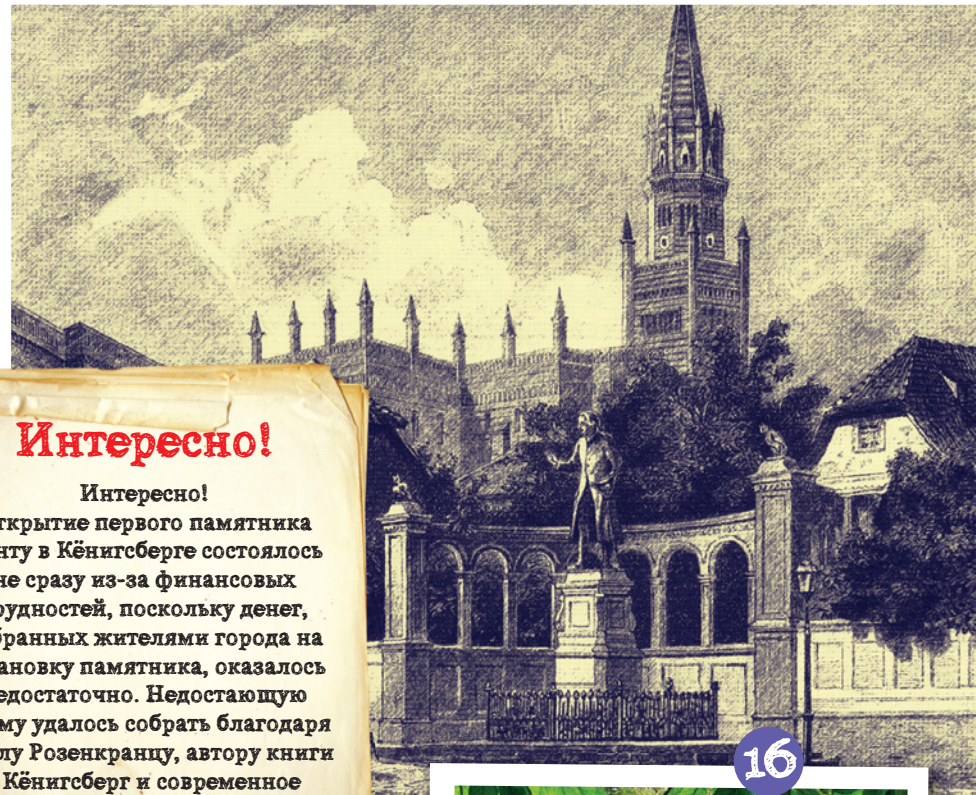 Интересно!
Интересно!
ткрытие первого памятника
нту в Кёнигсберге состоялось
не сразу из-за финансовых
рудностей, поскольку денег,
бранных жителями города на
ановку памятника, оказалось
едостаточно. Недостающую
му удалось собрать благодаря
лу Розенкранцу, автору книги
Кёнигсберг и современное
16